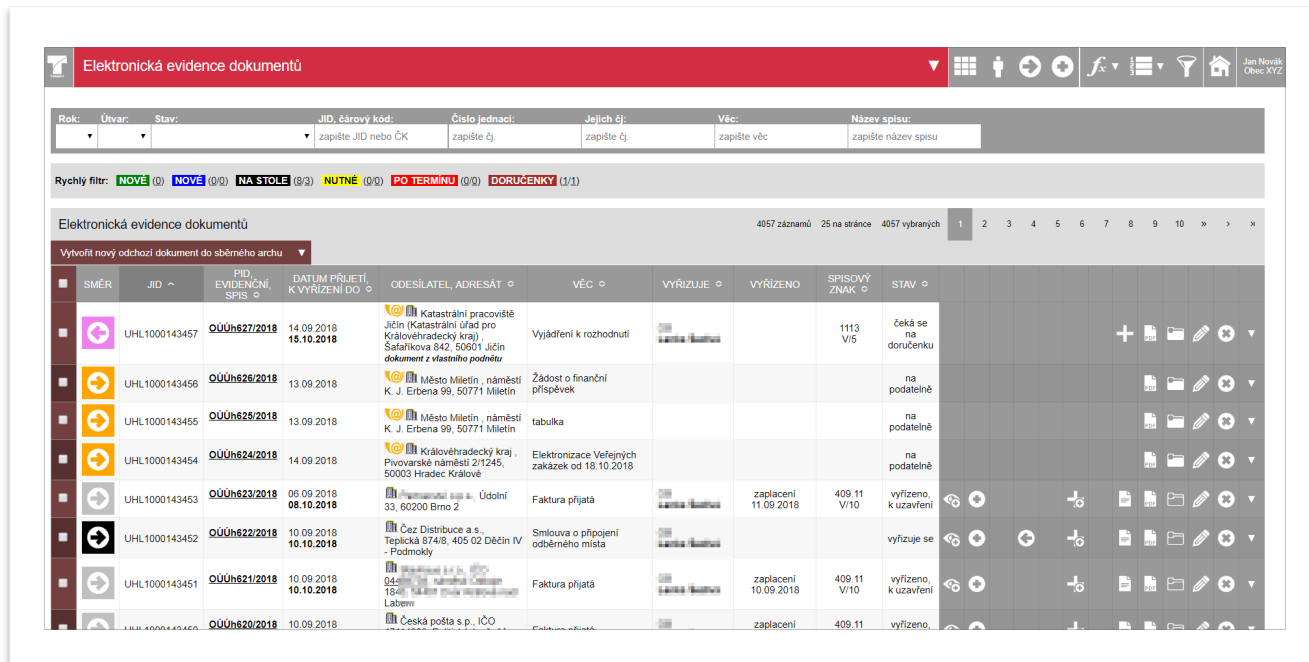 Elektronická evidence dokumentů
Jan Novák
Obec XYZ
Rok: Útvar: Stav: JID, čárový kód: Číslo jednací: Jejich čj: Věc: Název spisu:
zapište JID nebo ČK zapište čj. zapište čj. zapište věc zapište název spisu
Rychlý filtr: NOVÉ (0) NOVÉ (0/0) NA STOLE (8/3) NUTNÉ (0/0) PO TERMÍNU (0/0) DORUČENKY (1/1)
Elektronická evidence dokumentů 4057 záznamů 25 na stránce 4057 vybraných 1 2 3 4 5 6 7 8 9 10 » › »
Vytvořit nový odchozí dokument do sběrného archu
SMĚR JID PID, EVIDENČNÍ, SPIS DATUM PŘIJETÍ, K VYŘÍZENÍ DO ODESÍLATEL, ADRESÁT VĚC VYŘIZUJE VYŘÍZENO SPISOVÝ ZNAK STAV
UHL1000143457 OÚÚh627/2018 14.09.2018
15.10.2018
Katastrální pracoviště
Jičín (Katastrální úřad pro
Královéhradecký kraj) ,
Šafaříkova 842, 50601 Jičín
dokument z vlastního podnětu
Vyjádření k rozhodnutí
1113
V/5
čeká se
na
doručenku
PDF
UHL1000143456 OÚÚh626/2018 13.09.2018
Město Miletín , náměstí
K. J. Erbena 99, 50771 Miletín
Žádost o finanční
příspěvek
na
podatelně
PDF
UHL1000143455 OÚÚh625/2018 13.09.2018
Město Miletín , náměstí
K. J. Erbena 99, 50771 Miletín
tabulka
na
podatelně
PDF
UHL1000143454 OÚÚh624/2018 14.09.2018
Královéhradecký kraj ,
Pivovarské náměstí 2/1245,
50003 Hradec Králové
Elektronizace Veřejných
zakázek od 18.10.2018
na
podatelně
PDF
UHL1000143453 OÚÚh623/2018 06.09.2018
08.10.2018
Údolní
33, 60200 Brno 2
Faktura přijatá
zaplacení
11.09.2018
409.11
V/10
vyřízeno,
k uzavření
PDF
UHL1000143452 OÚÚh622/2018 10.09.2018
10.10.2018
Čez Distribuce a.s.,
Teplická 874/8, 405 02 Děčín IV
- Podmokly
Smlouva o připojení
odběrného místa
vyřizuje se
PDF
UHL1000143451 OÚÚh621/2018 10.09.2018
10.10.2018
Labem
Faktura přijatá
zaplacení
10.09.2018
409.11
V/10
vyřízeno,
k uzavření
PDF
OÚÚh620/2018 10.09.2018
Česká pošta s.p., IČO
zaplacení
409.11
vyřízeno,